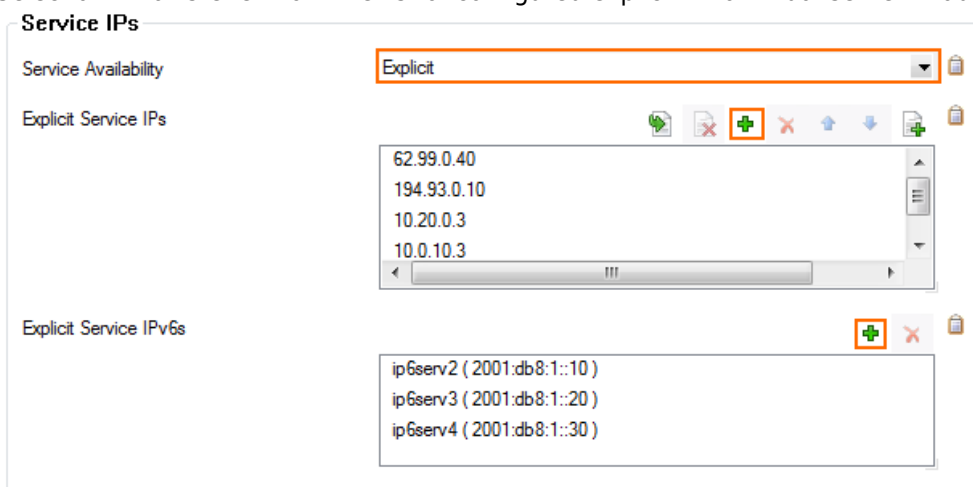 Service IPs
Service Availability
Explicit
Explicit Service IPs
62.99.0.40
194.93.0.10
10.20.0.3
10.0.10.3
Explicit Service IPv6s
ip6serv2 ( 2001:db8:1::10 )
ip6serv3 ( 2001:db8:1::20 )
ip6serv4 ( 2001:db8:1::30 )